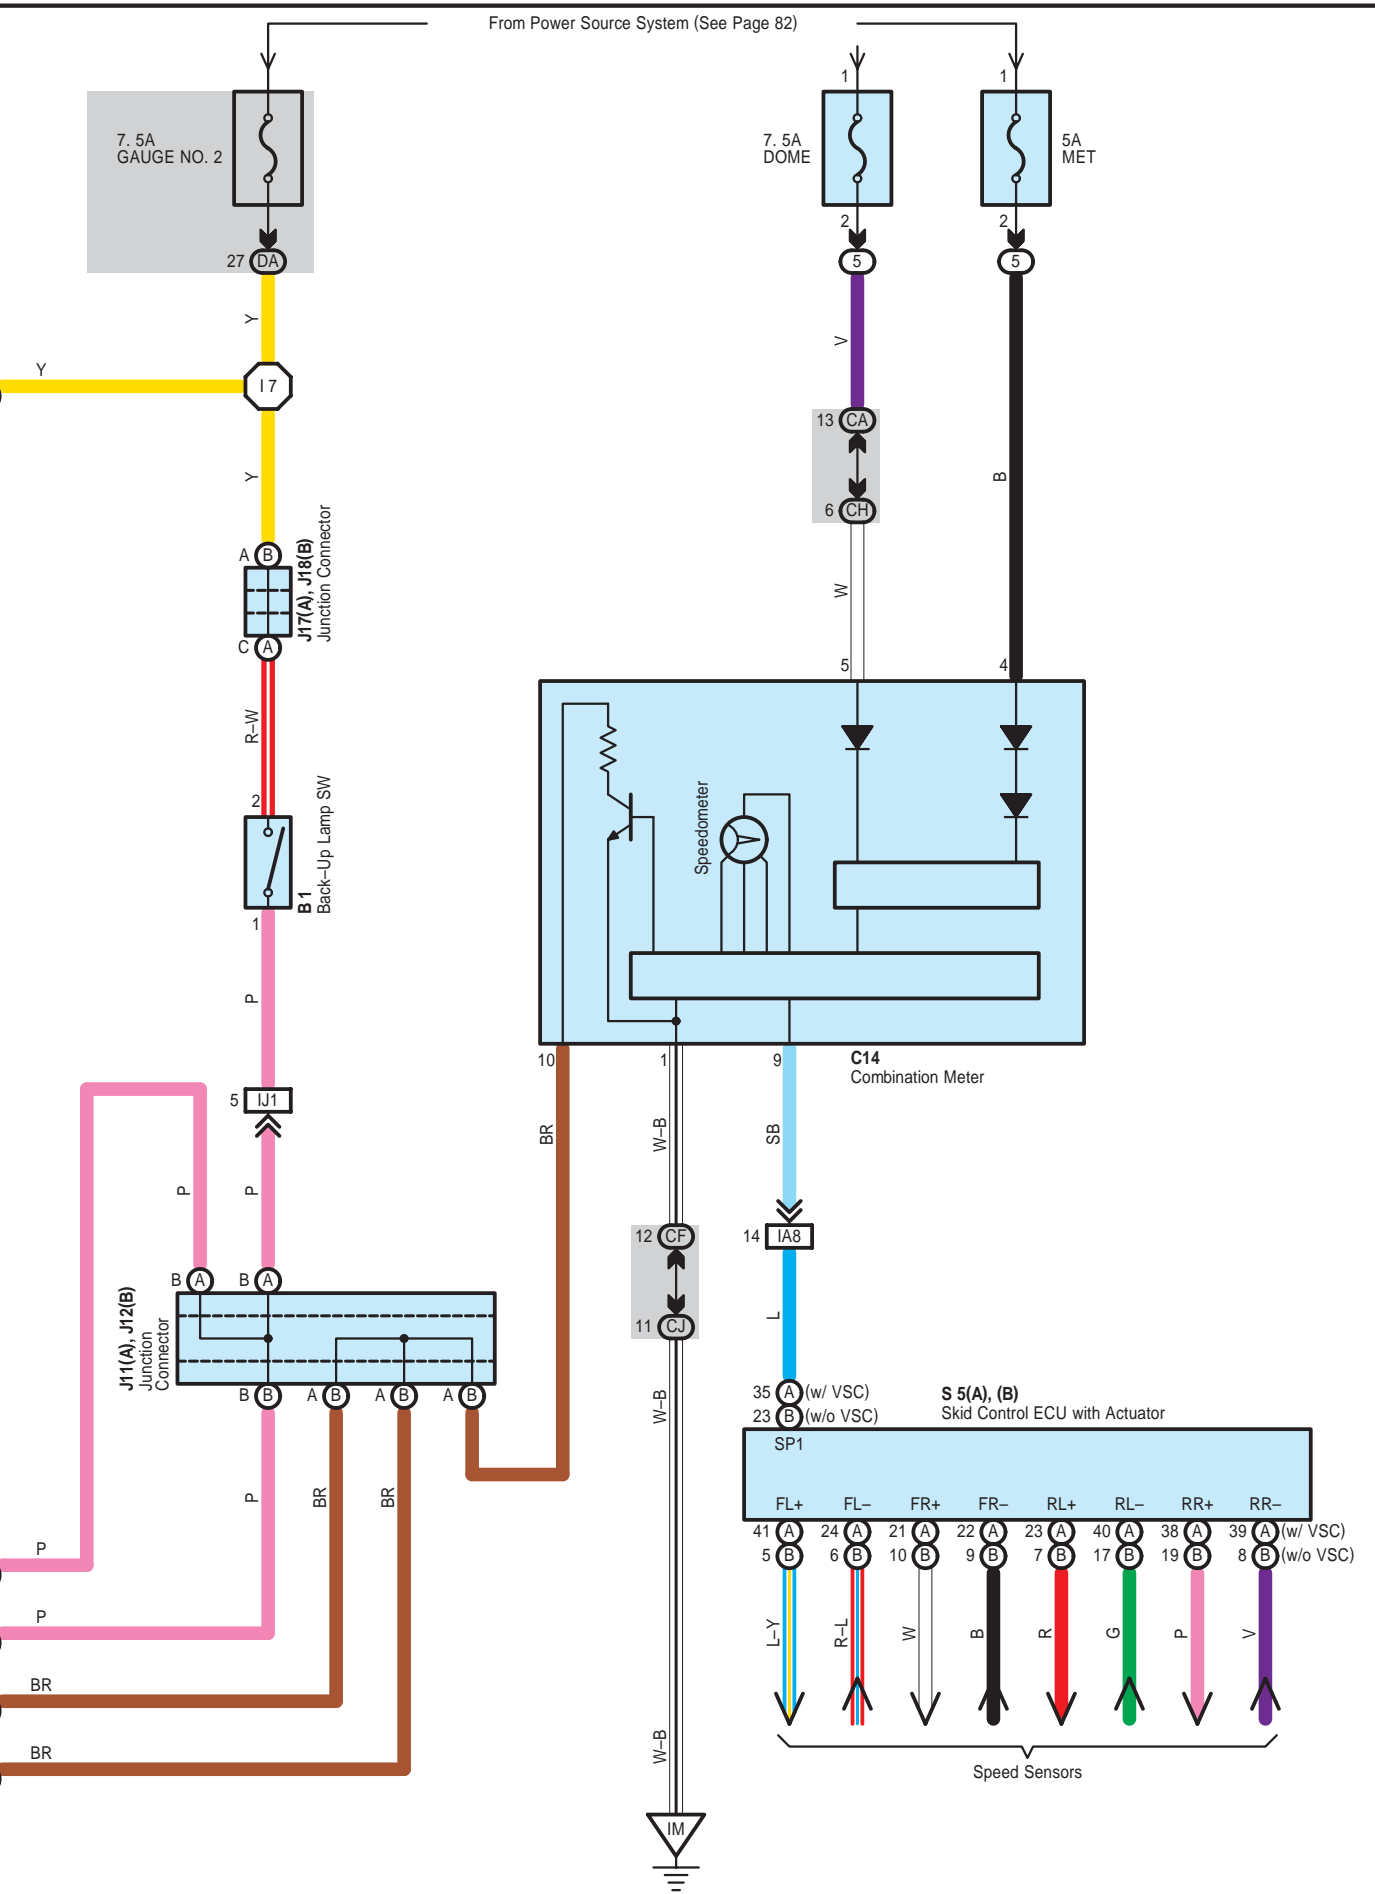 From Power Source System (See Page 82)
1
1
7. 5A
GAUGE NO. 2
7. 5A
DOME
5A
MET
2
2
27 DA
5
5
Y
V
Y
I 7
13 CA
Y
B
6 CH
A B
J17(A), J18(B)
Junction Connector
W
C A
5
4
R–W
2
B 1
Back–Up Lamp SW
Speedometer
1
P
10
1
9
C14
Combination Meter
5 IJ1
BR
W–B
SB
P
P
12 CF
14 IA8
B A
B A
J11(A), J12(B)
Junction
Connector
L
11 CJ
B B
A B
A B
A B
W–B
35 A (w/ VSC)
23 B (w/o VSC)
S 5(A), (B)
Skid Control ECU with Actuator
SP1
P
BR
BR
FL+ FL– FR+ FR– RL+ RL– RR+ RR–
41 A 24 A 21 A 22 A 23 A 40 A 38 A 39 A (w/ VSC)
5 B 6 B 10 B 9 B 7 B 17 B 19 B 8 B (w/o VSC)
P
P
L–Y
R–L
W
B
R
G
P
V
BR
BR
W–B
Speed Sensors
IM